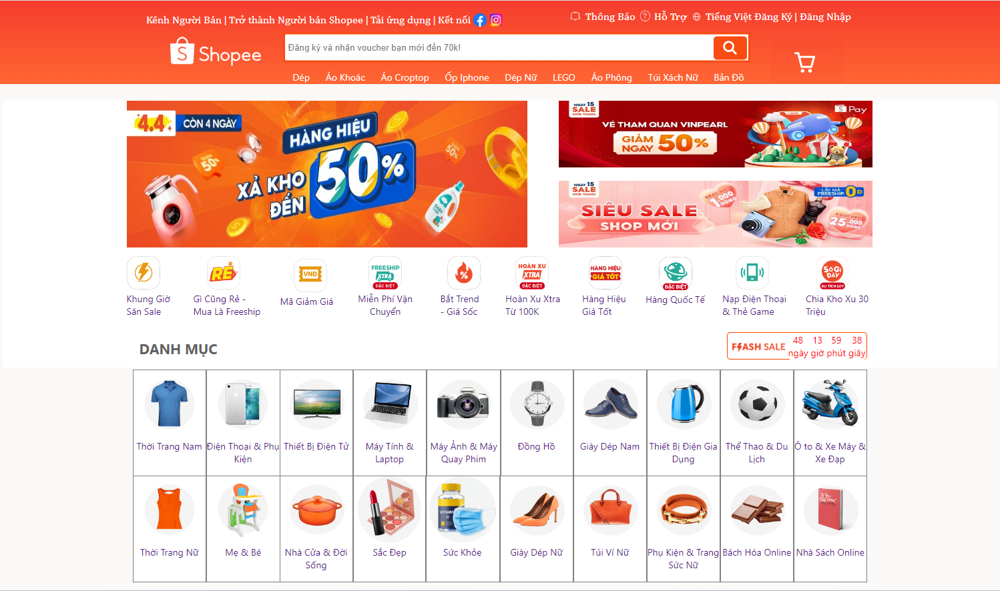 Kênh Người Bán | Trở thành Người bán Shopee | Tải ứng dụng | Kết nối
Thông Báo Hỗ Trợ Tiếng Việt Đăng Ký | Đăng Nhập
Shopee
Đăng ký và nhận voucher bạn mới đến 70k!
Dép Áo Khoác Áo Croptop Ốp Iphone Dép Nữ LEGO Áo Phông Túi Xách Nữ Bản Đồ
4.4 CÒN 4 NGÀY
HÀNG HIỆU
50%
XẢ KHO
ĐẾN
50%
GIẢM
50%
NGÀY 15
SALE
GIỮA THÁNG
Pay
VÉ THAM QUAN VINPEARL
GIẢM
NGAY
50%
NGÀY 15
SALE
GIỮA THÁNG
SIÊU SALE
SHOP MỚI
DEAL HOT
1.000
ĐỒNG
LẤY MÃ
FREESHIP
0Đ
VOUCHER
25.000
ĐỒNG
Khung Giờ
Săn Sale
RẺ
Gì Cũng Rẻ -
Mua Là Freeship
VNĐ
Mã Giảm Giá
FREESHIP
XTRA
ĐẶC BIỆT
Miễn Phí Vận
Chuyển
Bắt Trend
- Giá Sốc
HOÀN XU
XTRA
ĐẶC BIỆT
Hoàn Xu Xtra
Từ 100K
HÀNG HIỆU
GIÁ TỐT
Hàng Hiệu
Giá Tốt
ĐẶC BIỆT
Hàng Quốc Tế
Nạp Điện Thoại
& Thẻ Game
Số Gì
Đây
XU TÍCH LŨY
Chia Kho Xu 30
Triệu
DANH MỤC
FLASH SALE
48 13 59 38
ngày giờ phút giây
Thời Trang Nam
Điện Thoại & Phụ
Kiện
Thiết Bị Điện Tử
Máy Tính &
Laptop
Máy Ảnh & Máy
Quay Phim
Đồng Hồ
Giày Dép Nam
Thiết Bị Điện Gia
Dụng
Thể Thao & Du
Lịch
Ô to & Xe Máy &
Xe Đạp
Thời Trang Nữ
Mẹ & Bé
Nhà Cửa & Đời
Sống
Sắc Đẹp
VITAMIN
D
Sức Khỏe
Giày Dép Nữ
Túi Ví Nữ
Phụ Kiện & Trang
Sức Nữ
Bách Hóa Online
Nhà Sách Online